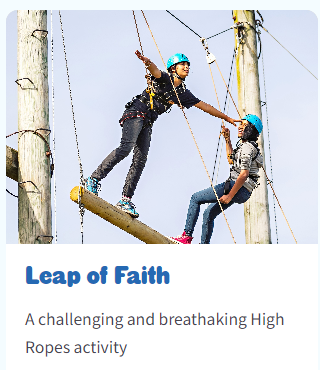 Leap of Faith
A challenging and breathaking High
Ropes activity